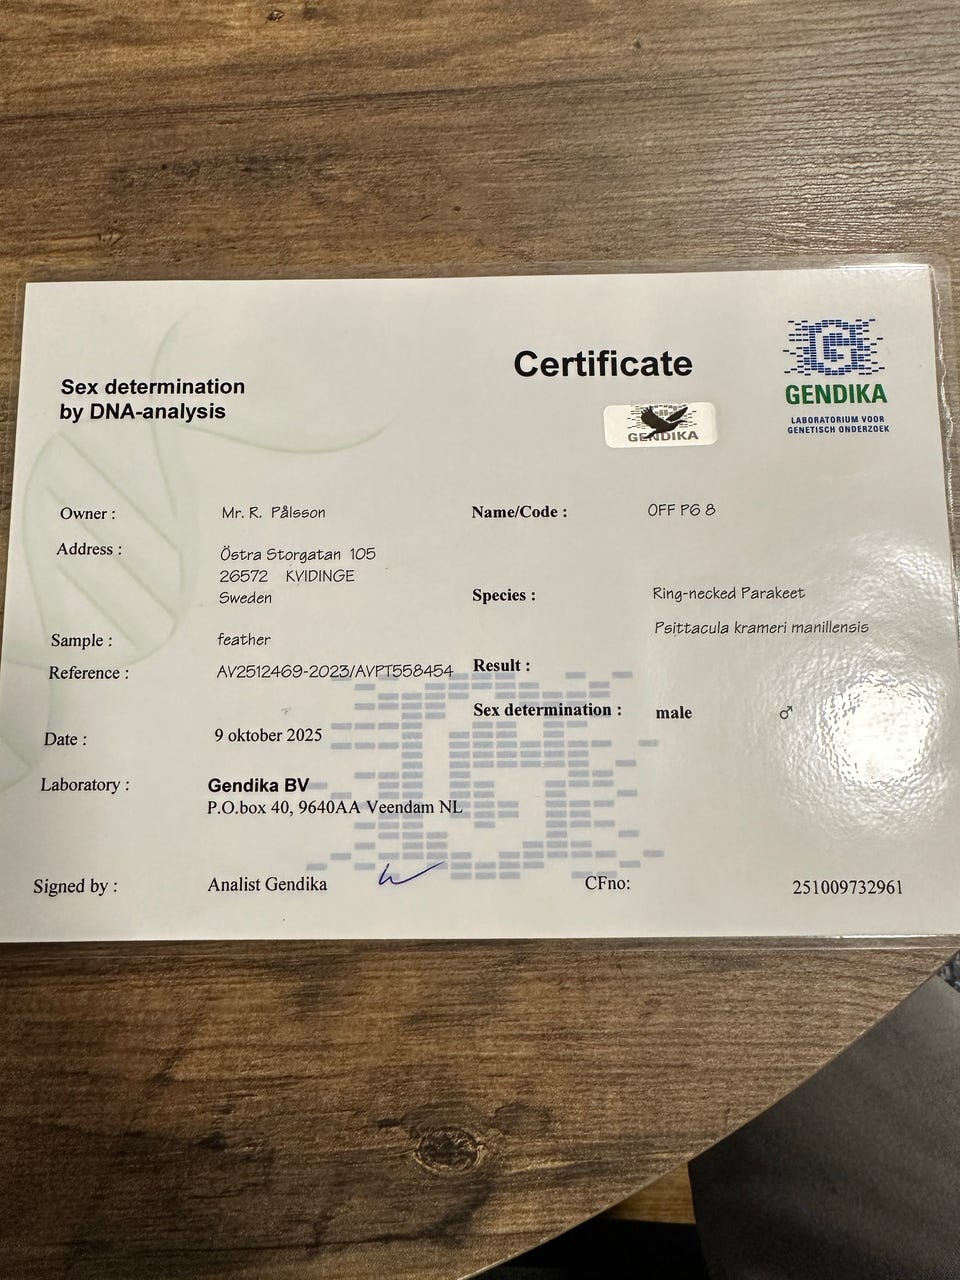 Sex determination
by DNA-analysis
Certificate
GENDIKA
GENDIKA
LABORATORIUM VOOR
GENETISCH ONDERZOEK
Owner : Mr. R. Pålsson
Address : Östra Storgatan 105
26572 KVIDINGE
Sweden
Sample : feather
Reference : AV2512469-2023/AVPT558454
Date : 9 oktober 2025
Laboratory : Gendika BV
P.O.box 40, 9640AA Veendam NL
Signed by : Analist Gendika
Name/Code : OFF P6 8
Species : Ring-necked Parakeet
Psittacula krameri manillensis
Result :
Sex determination : male ♂
CFno: 251009732961